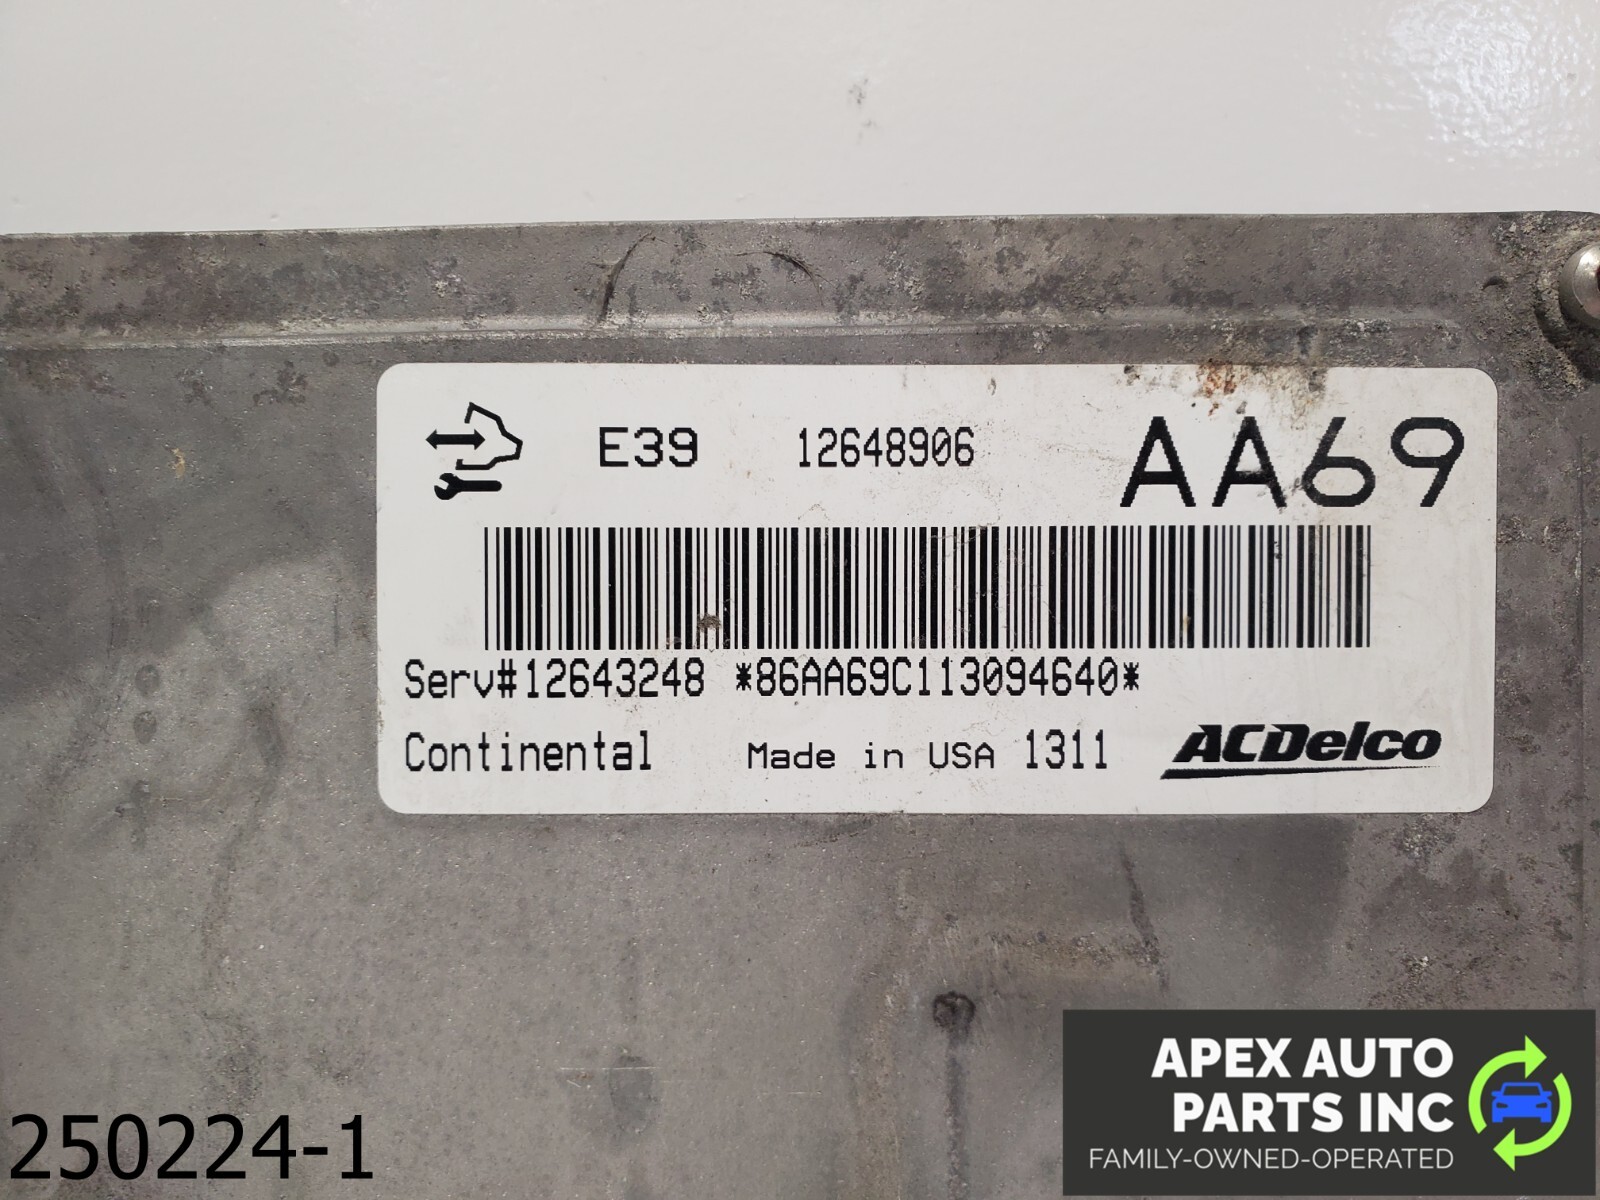 E39 12648906 AA69
Serv#12643248 *86AA69C113094640*
Continental Made in USA 1311 ACDelco
250224-1
APEX AUTO
PARTS INC
FAMILY-OWNED-OPERATED